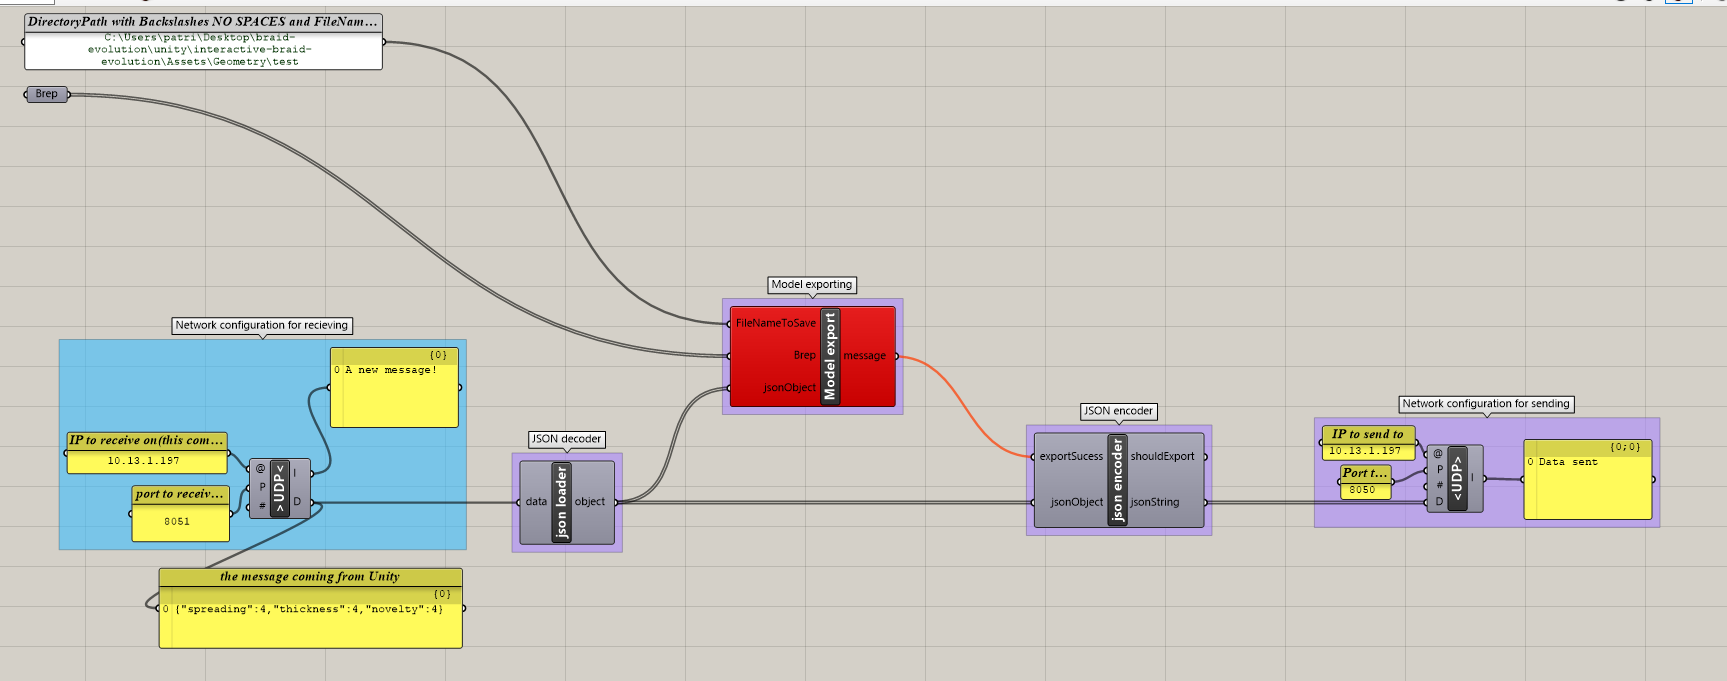 DirectoryPath with Backslashes NO SPACES and FileNam...
C:\Users\patri\Desktop\braid-
evolution\unity\interactive-braid-
evolution\Assets\Geometry\test
Brep
Model exporting
FileNameToSave
Brep
jsonObject
Model export
message
Network configuration for recieving
{0}
0 A new message!
IP to receive on(this com...
10.13.1.197
port to receiv...
8051
@
P
#
> UDP <
I
D
the message coming from Unity
{0}
0 {"spreading":4,"thickness":4,"novelty":4}
JSON decoder
data
json loader
object
JSON encoder
exportSucess
jsonObject
json encoder
shouldExport
jsonString
Network configuration for sending
IP to send to
10.13.1.197
Port t...
8050
@
P
#
D
<UDP>
I
{0;0}
0 Data sent